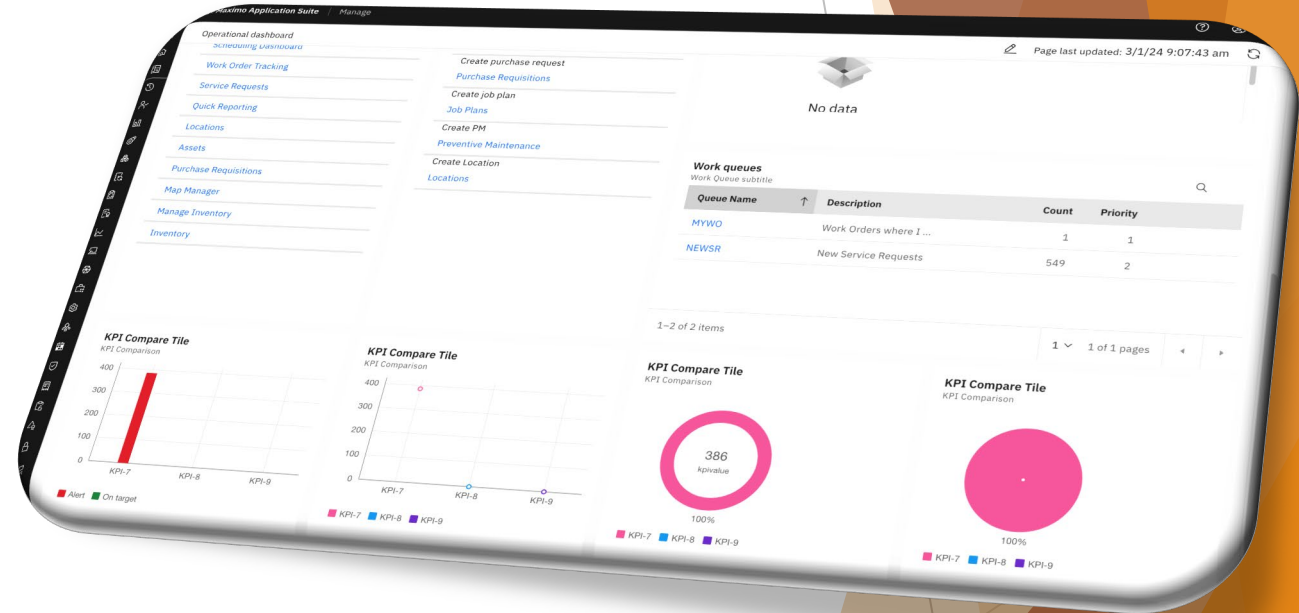 Maximo Application Suite / Manage
Operational dashboard
Page last updated: 3/1/24 9:07:43 am
Scheduling Dashboard
Work Order Tracking
Service Requests
Quick Reporting
Locations
Assets
Purchase Requisitions
Map Manager
Manage Inventory
Inventory
Create purchase request
Purchase Requisitions
Create job plan
Job Plans
Create PM
Preventive Maintenance
Create Location
Locations
No data
Work queues
Work Queue subtitle
Queue Name ↑ Description Count Priority
MYWO Work Orders where I ... 1 1
NEWSR New Service Requests 549 2
1–2 of 2 items
1 1 of 1 pages
KPI Compare Tile
KPI Comparison
400
300
200
100
0
KPI-7 KPI-8 KPI-9
Alert On target
KPI Compare Tile
KPI Comparison
400
300
200
100
0
KPI-7 KPI-8 KPI-9
KPI-7 KPI-8 KPI-9
KPI Compare Tile
KPI Comparison
386
kpivalue
100%
KPI-7 KPI-8 KPI-9
KPI Compare Tile
KPI Comparison
100%
KPI-7 KPI-8 KPI-9